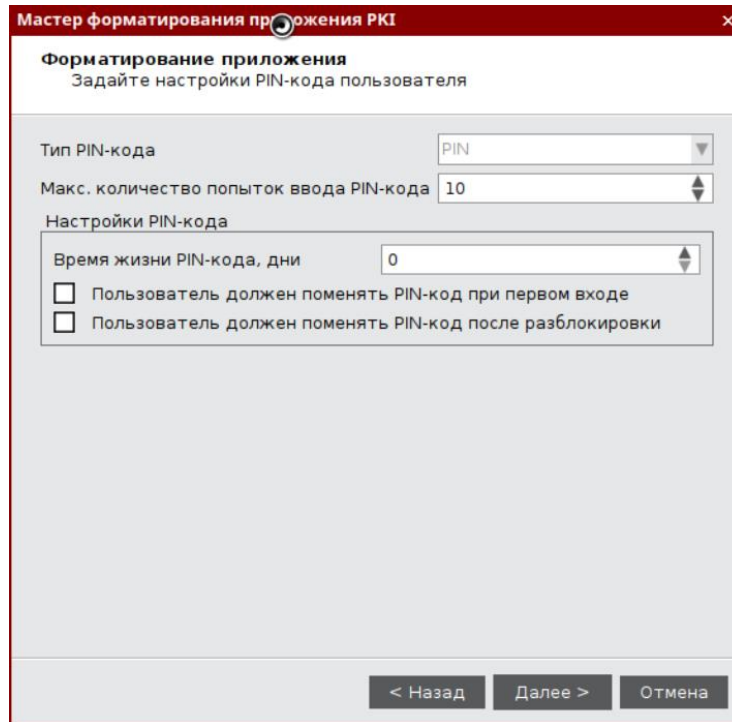 Мастер форматирования приложения PKI
Форматирование приложения
Задайте настройки PIN-кода пользователя
Тип PIN-кода PIN
Макс. количество попыток ввода PIN-кода 10
Настройки PIN-кода
Время жизни PIN-кода, дни 0
Пользователь должен поменять PIN-код при первом входе
Пользователь должен поменять PIN-код после разблокировки
< Назад Далее > Отмена